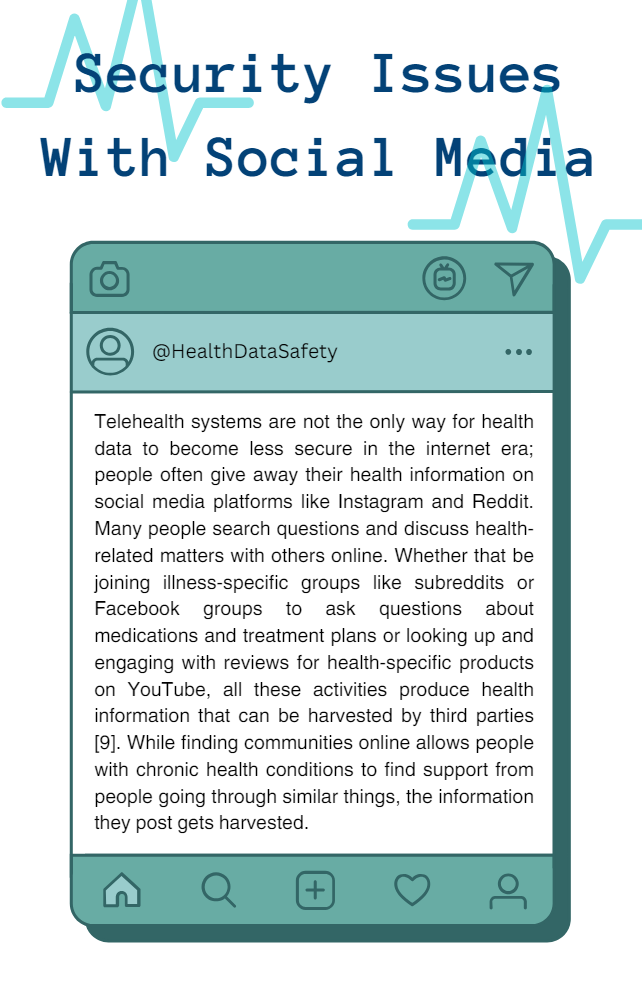 Security Issues
With Social Media
@HealthDataSafety
Telehealth systems are not the only way for health
data to become less secure in the internet era;
people often give away their health information on
social media platforms like Instagram and Reddit.
Many people search questions and discuss health-
related matters with others online. Whether that be
joining illness-specific groups like subreddits or
Facebook groups to ask questions about
medications and treatment plans or looking up and
engaging with reviews for health-specific products
on YouTube, all these activities produce health
information that can be harvested by third parties
[9]. While finding communities online allows people
with chronic health conditions to find support from
people going through similar things, the information
they post gets harvested.